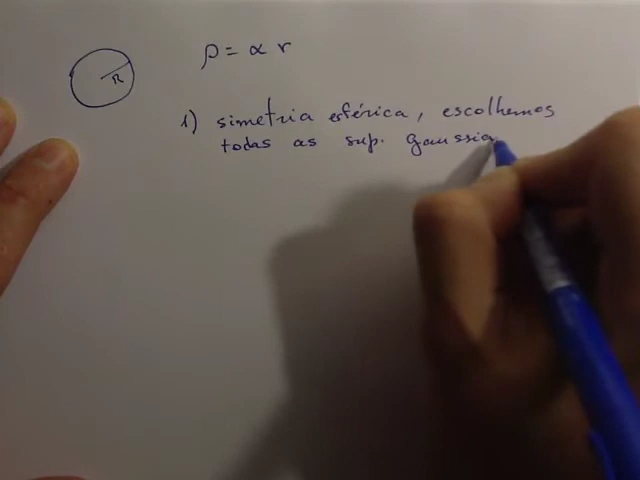 R
ρ = α r
1) simetria esférica, escolhemos
todas as sup. gaussia